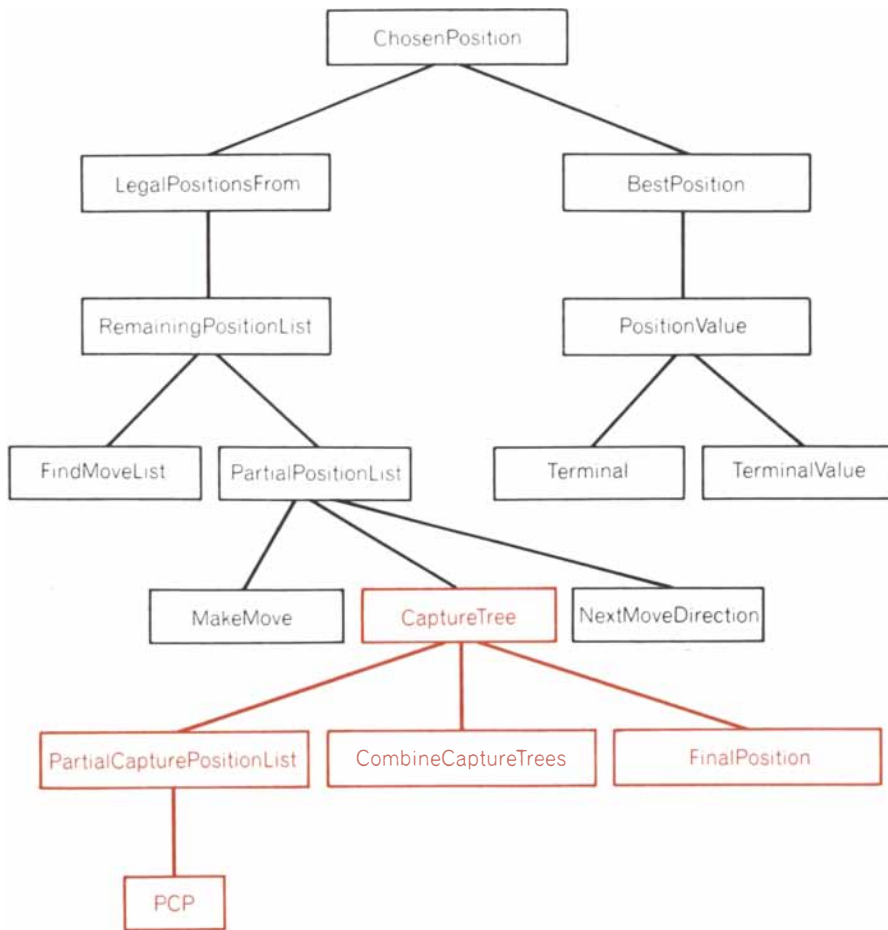 ChosenPosition
LegalPositionsFrom
BestPosition
RemainingPositionList
PositionValue
FindMoveList
PartialPositionList
Terminal
TerminalValue
MakeMove
CaptureTree
NextMoveDirection
PartialCapturePositionList
CombineCaptureTrees
FinalPosition
PCP